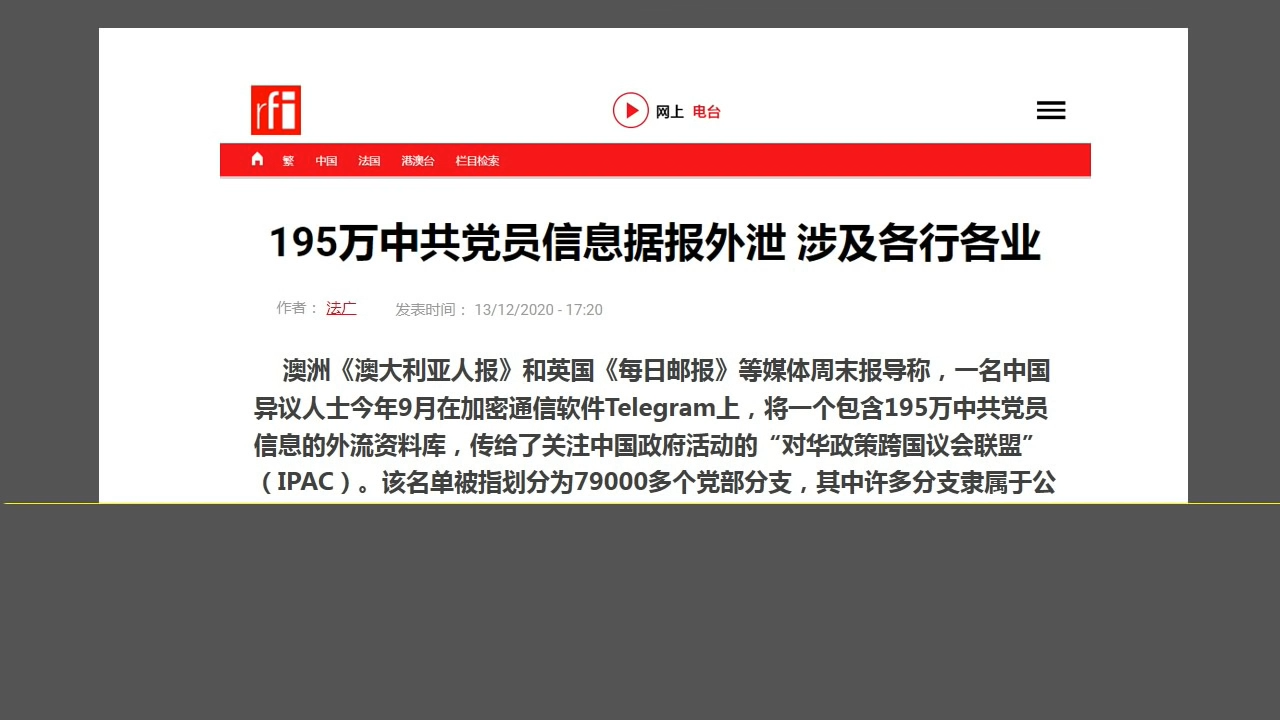 rfi
网上 电台
繁 中国 法国 港澳台 栏目检索
195万中共党员信息据报外泄 涉及各行各业
作者： 法广 发表时间： 13/12/2020 - 17:20
澳洲《澳大利亚人报》和英国《每日邮报》等媒体周末报导称，一名中国
异议人士今年9月在加密通信软件Telegram上，将一个包含195万中共党员
信息的外流资料库，传给了关注中国政府活动的“对华政策跨国议会联盟”
（IPAC）。该名单被指划分为79000多个党部分支，其中许多分支隶属于公